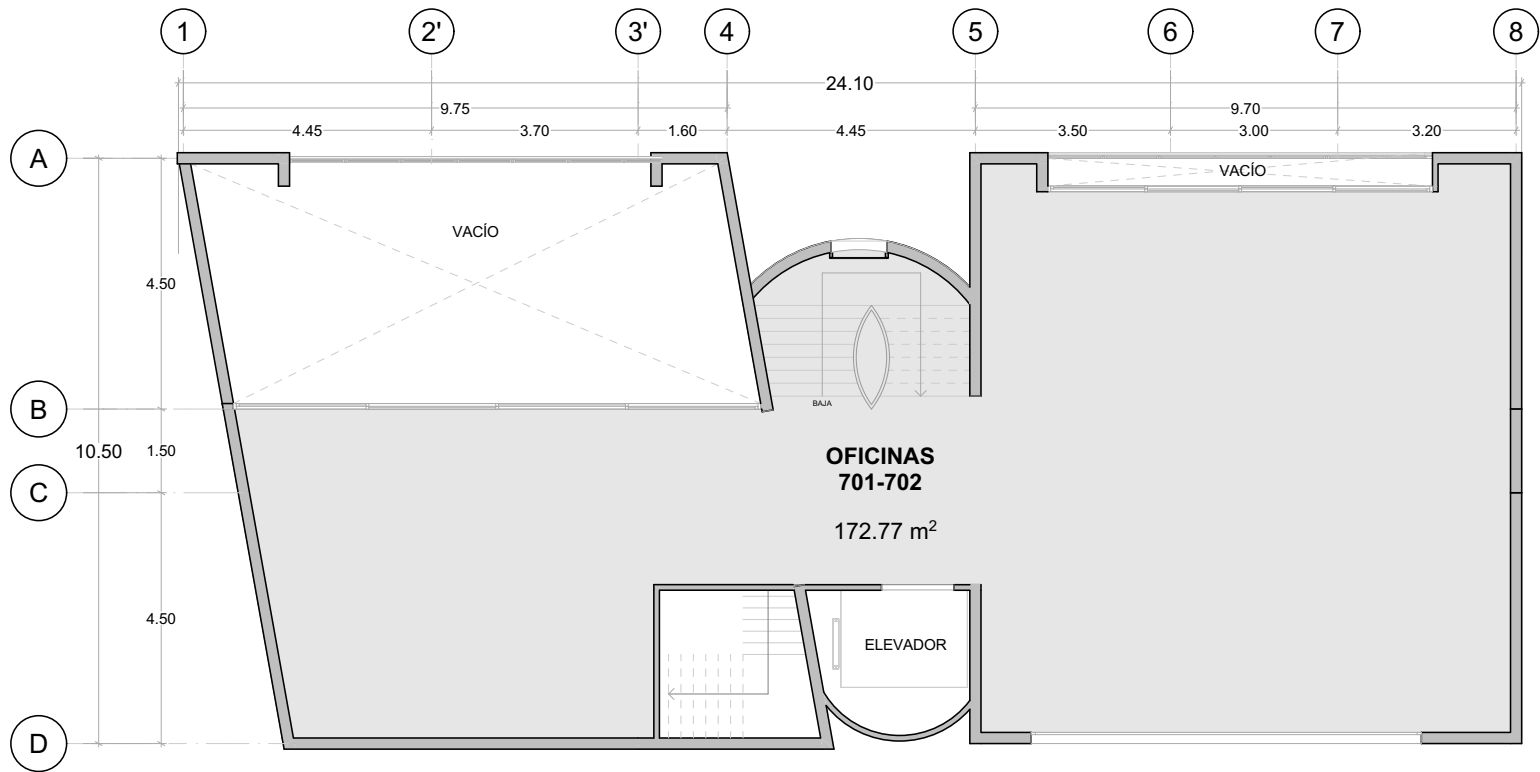 1 2' 3' 4 5 6 7 8
24.10
9.75 9.70
4.45 3.70 1.60 4.45 3.50 3.00 3.20
A
VACÍO
VACÍO
4.50
BAJA
B
10.50 1.50
OFICINAS
701-702
C
172.77 m²
4.50
ELEVADOR
D